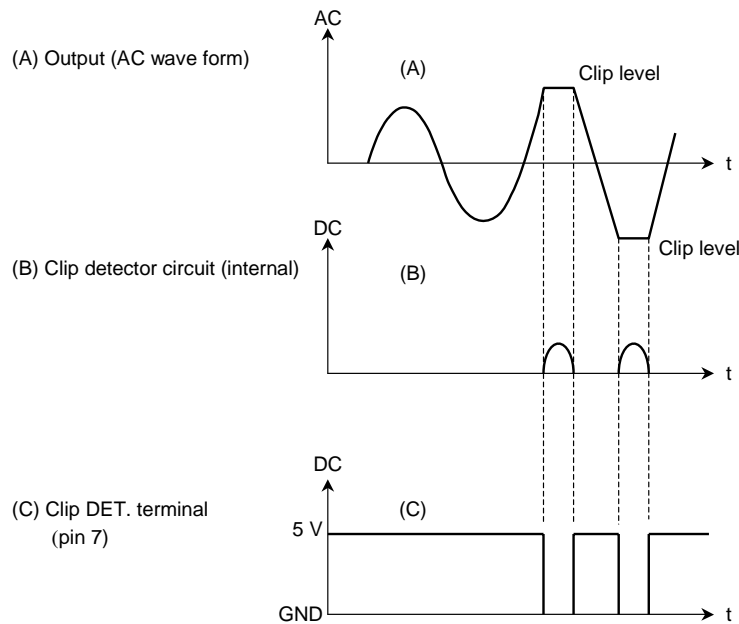 AC
(A) Output (AC wave form)
(A)
Clip level
t
DC
Clip level
(B) Clip detector circuit (internal)
(B)
t
DC
(C) Clip DET. terminal
(C)
5 V
(pin 7)
GND
t